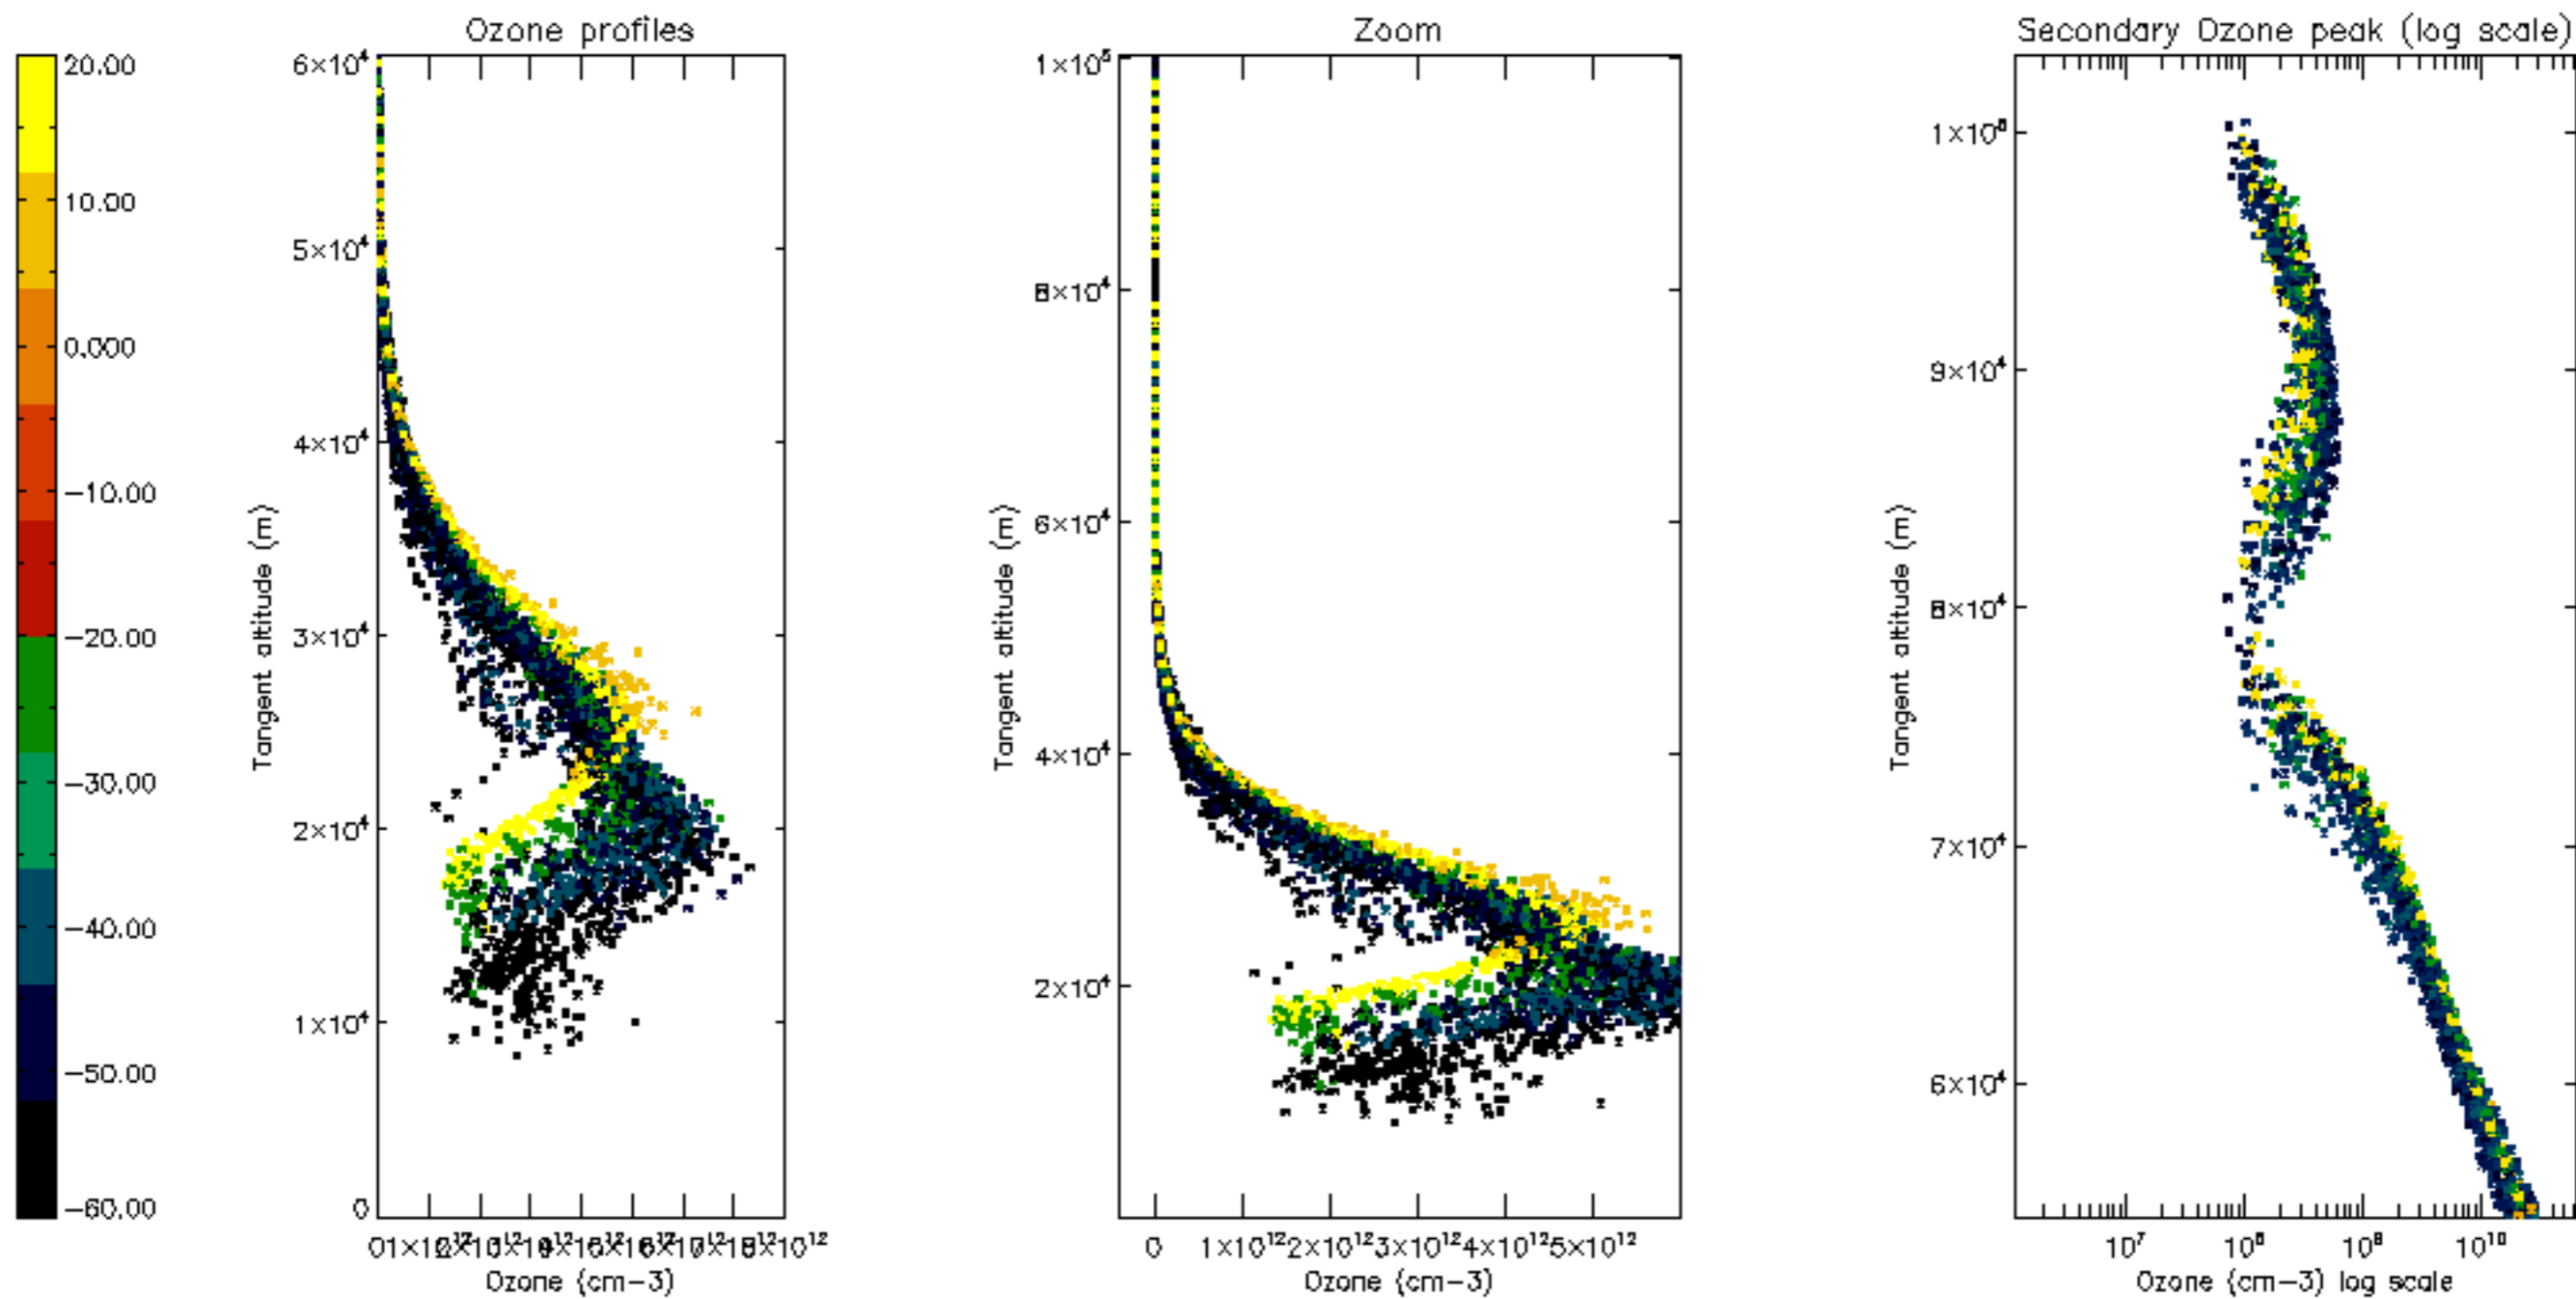 Ozone profiles
Zoom
Secondary Ozone peak (log scale)
20.00
10.00
0.000
−10.00
−20.00
−30.00
−40.00
−50.00
−60.00
Tangent altitude (m)
6×10⁴
5×10⁴
4×10⁴
3×10⁴
2×10⁴
1×10⁴
0
Ozone (cm−3)
Tangent altitude (m)
1×10⁵
8×10⁴
6×10⁴
4×10⁴
2×10⁴
0 1×10¹² 2×10¹² 3×10¹² 4×10¹² 5×10¹²
Ozone (cm−3)
Tangent altitude (m)
9×10⁴
8×10⁴
7×10⁴
6×10⁴
10⁷ 10⁸ 10⁹ 10¹⁰
Ozone (cm−3) log scale